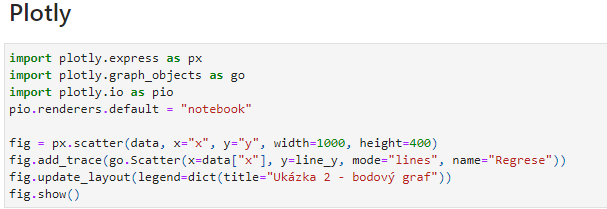 Plotly
import plotly.express as px
import plotly.graph_objects as go
import plotly.io as pio
pio.renderers.default = "notebook"
fig = px.scatter(data, x="x", y="y", width=1000, height=400)
fig.add_trace(go.Scatter(x=data["x"], y=line_y, mode="lines", name="Regrese"))
fig.update_layout(legend=dict(title="Ukázka 2 - bodový graf"))
fig.show()